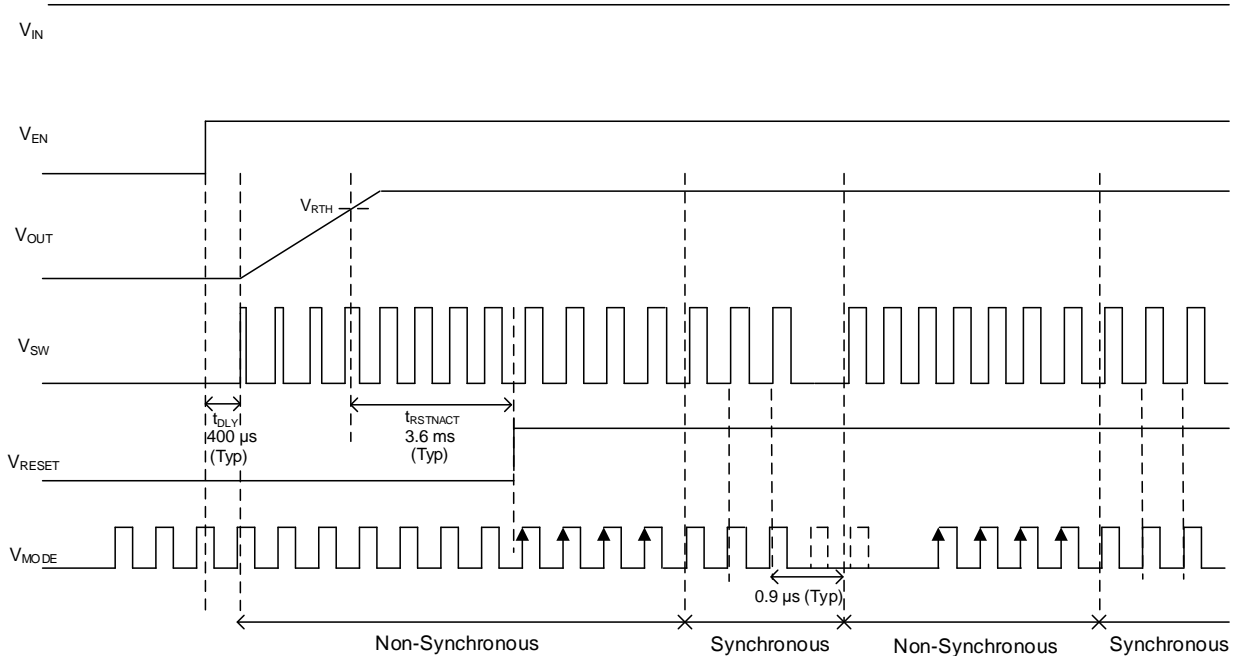 VIN
VEN
VRTH
VOUT
VSW
tDLY
400 µs
(Typ)
tRSTNACT
3.6 ms
(Typ)
VRESET
VMODE
0.9 µs (Typ)
Non-Synchronous
Synchronous
Non-Synchronous
Synchronous